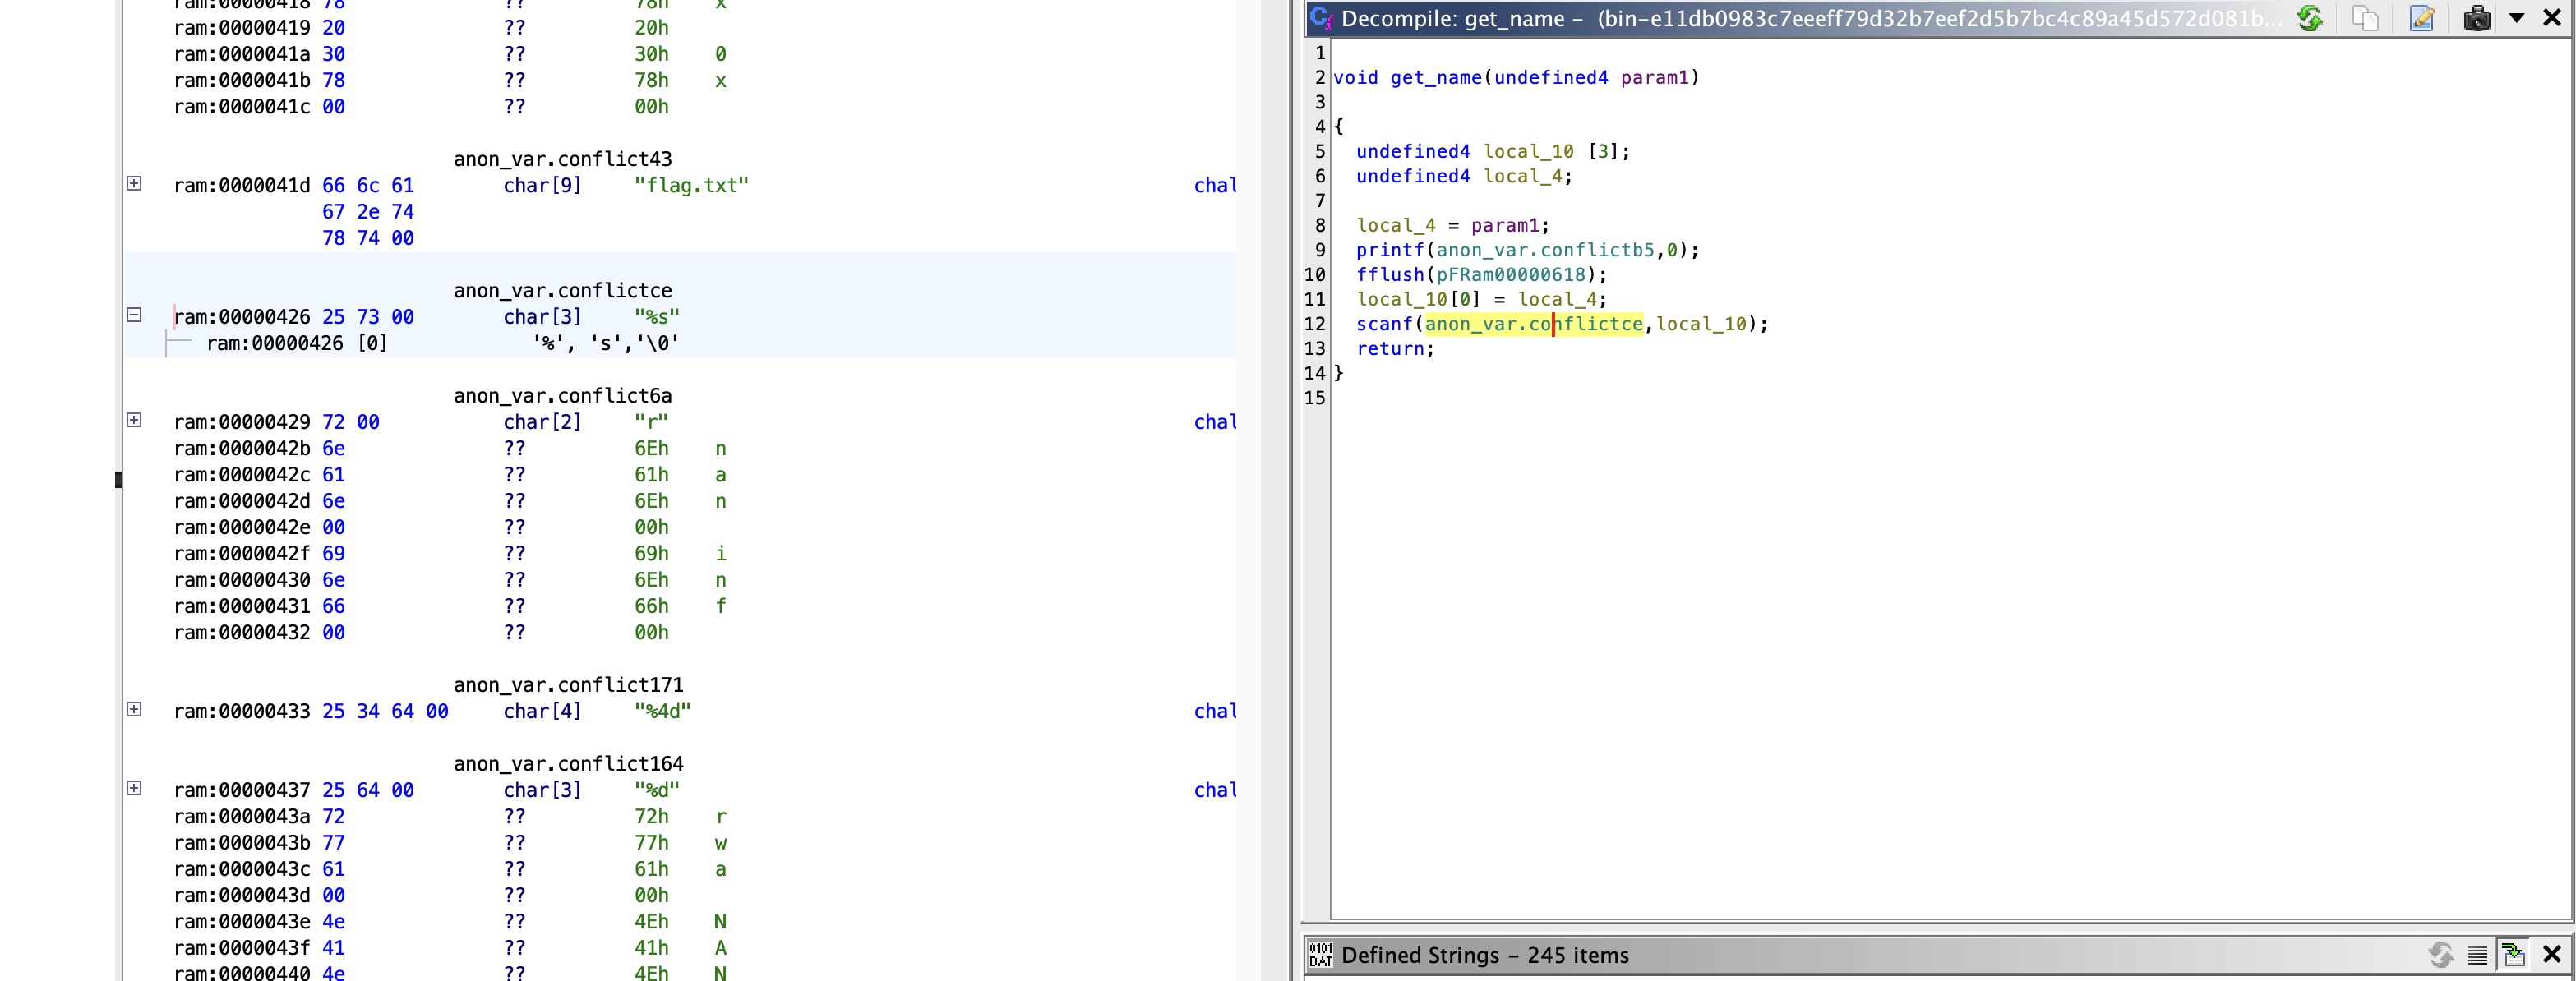 ram:00000418 78 ?? 78h x
ram:00000419 20 ?? 20h
ram:0000041a 30 ?? 30h 0
ram:0000041b 78 ?? 78h x
ram:0000041c 00 ?? 00h
anon_var.conflict43
ram:0000041d 66 6c 61 char[9] "flag.txt" chal
67 2e 74
78 74 00
anon_var.conflictce
ram:00000426 25 73 00 char[3] "%s"
ram:00000426 [0] '%', 's','\0'
anon_var.conflict6a
ram:00000429 72 00 char[2] "r" chal
ram:0000042b 6e ?? 6Eh n
ram:0000042c 61 ?? 61h a
ram:0000042d 6e ?? 6Eh n
ram:0000042e 00 ?? 00h
ram:0000042f 69 ?? 69h i
ram:00000430 6e ?? 6Eh n
ram:00000431 66 ?? 66h f
ram:00000432 00 ?? 00h
anon_var.conflict171
ram:00000433 25 34 64 00 char[4] "%4d" chal
anon_var.conflict164
ram:00000437 25 64 00 char[3] "%d" chal
ram:0000043a 72 ?? 72h r
ram:0000043b 77 ?? 77h w
ram:0000043c 61 ?? 61h a
ram:0000043d 00 ?? 00h
ram:0000043e 4e ?? 4Eh N
ram:0000043f 41 ?? 41h A
ram:00000440 4e ?? 4Eh N
Decompile: get_name – (bin-e11db0983c7eeeff79d32b7eef2d5b7bc4c89a45d572d081b...
1
2 void get_name(undefined4 param1)
3
4 {
5 undefined4 local_10 [3];
6 undefined4 local_4;
7
8 local_4 = param1;
9 printf(anon_var.conflictb5,0);
10 fflush(pFRam00000618);
11 local_10[0] = local_4;
12 scanf(anon_var.conflictce,local_10);
13 return;
14 }
15
0101 DAT Defined Strings – 245 items